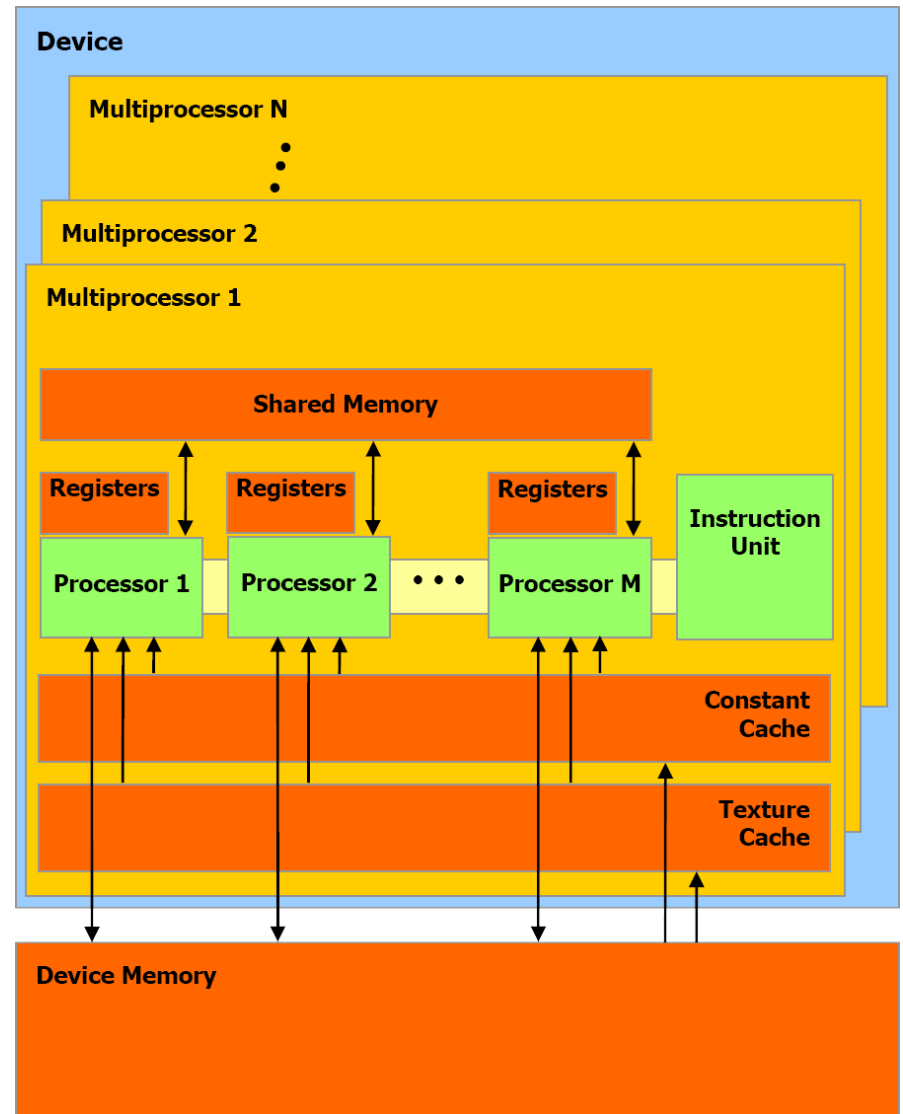 Device
Multiprocessor N
Multiprocessor 2
Multiprocessor 1
Shared Memory
Registers
Registers
Registers
Instruction
Unit
Processor 1
Processor 2
Processor M
Constant
Cache
Texture
Cache
Device Memory